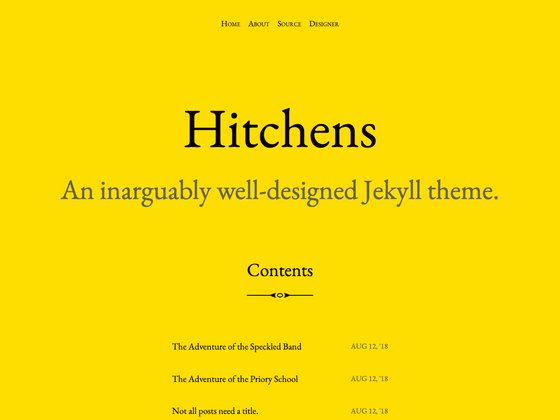 Home About Source Designer
Hitchens
An inarguably well-designed Jekyll theme.
Contents
The Adventure of the Speckled Band AUG 12, '18
The Adventure of the Priory School AUG 12, '18
Not all posts need a title. AUG 12, '18